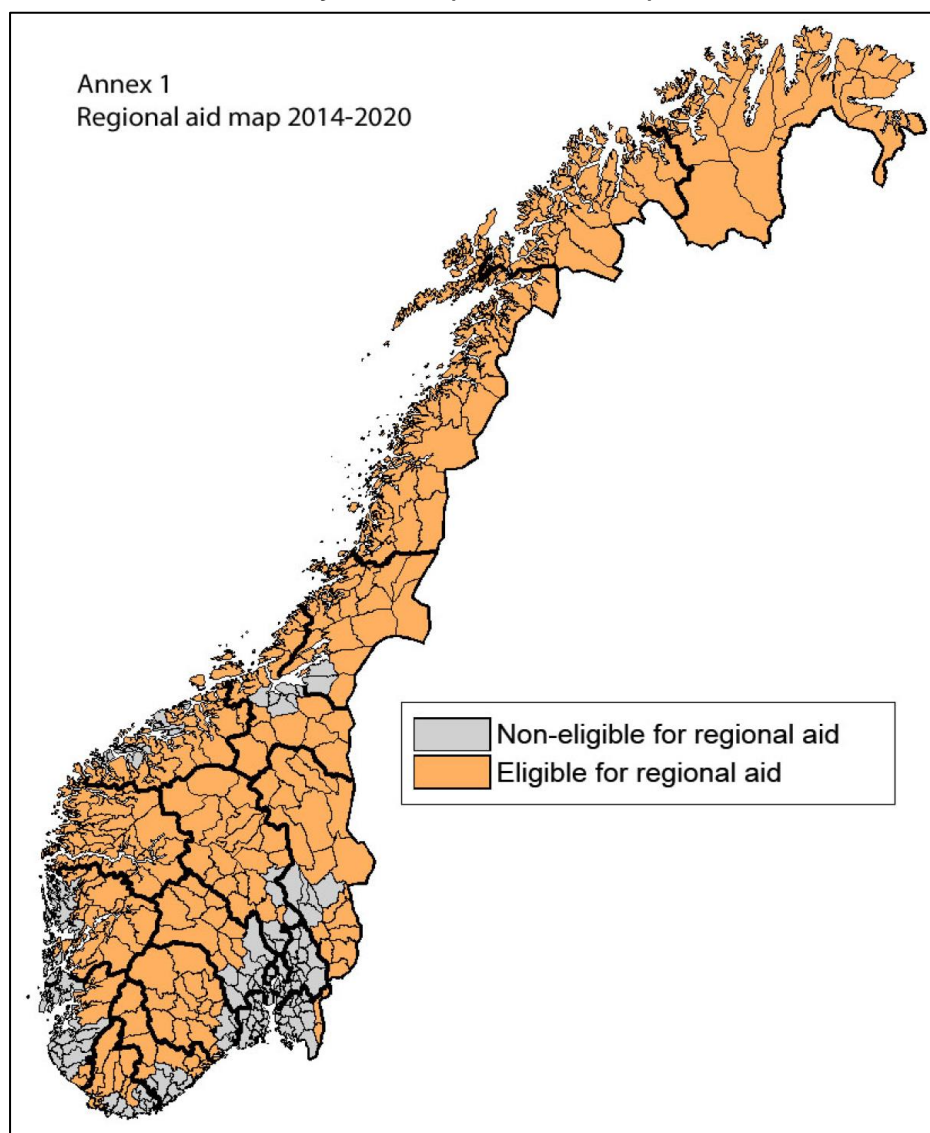 Annex 1
Regional aid map 2014-2020
Non-eligible for regional aid
Eligible for regional aid